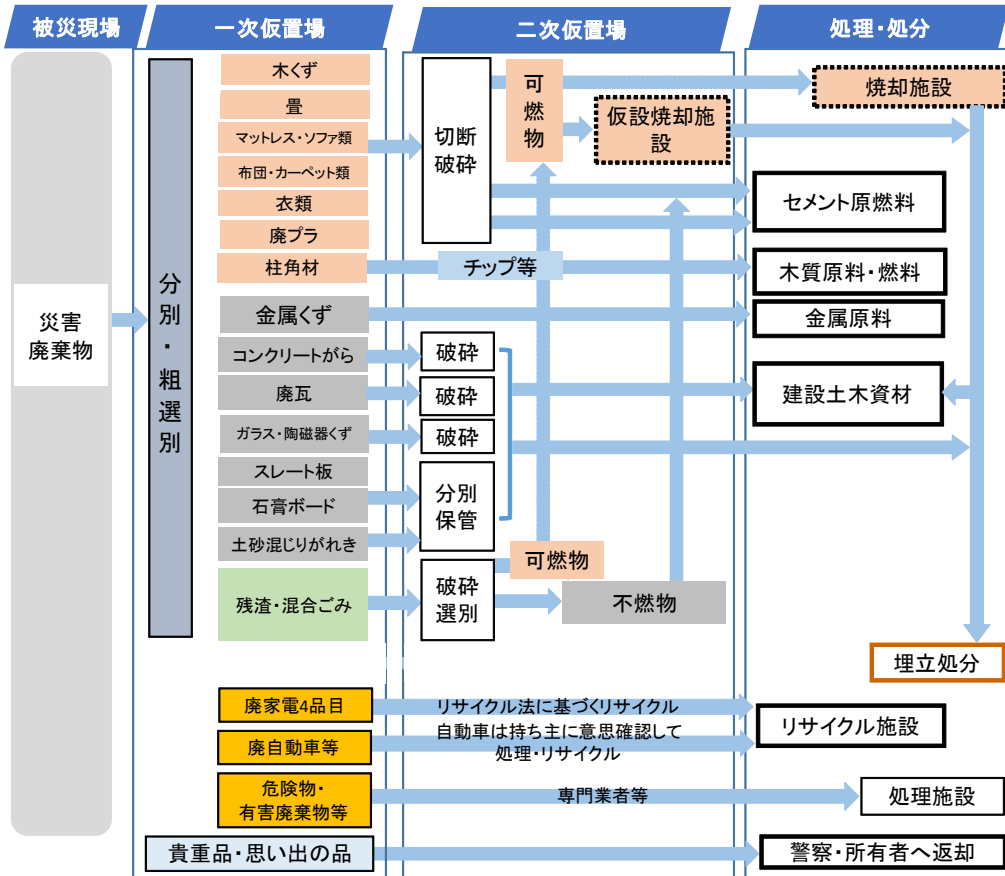 被災現場
一次仮置場
二次仮置場
処理・処分
災害
廃棄物
分別・粗選別
木くず
畳
マットレス・ソファ類
布団・カーペット類
衣類
廃プラ
柱角材
金属くず
コンクリートがら
廃瓦
ガラス・陶磁器くず
スレート板
石膏ボード
土砂混じりがれき
残渣・混合ごみ
廃家電4品目
廃自動車等
危険物・
有害廃棄物等
貴重品・思い出の品
切断
破砕
可燃物
仮設焼却施
設
チップ等
破砕
破砕
破砕
分別
保管
破砕
選別
可燃物
不燃物
リサイクル法に基づくリサイクル
自動車は持ち主に意思確認して
処理・リサイクル
専門業者等
焼却施設
セメント原燃料
木質原料・燃料
金属原料
建設土木資材
埋立処分
リサイクル施設
処理施設
警察・所有者へ返却